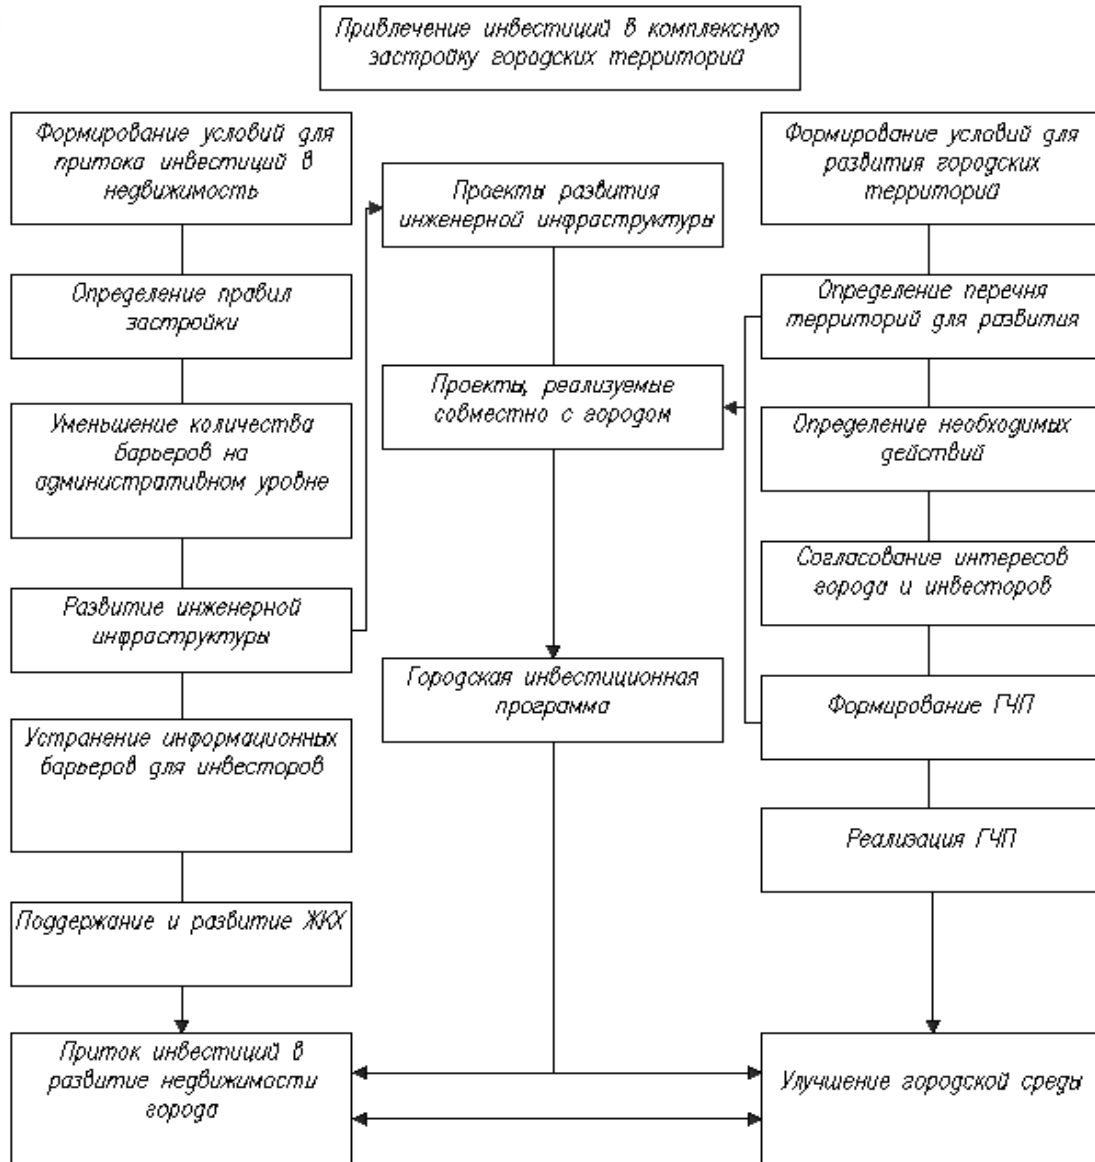 Привлечение инвестиций в комплексную
застройку городских территорий
Формирование условий для
притока инвестиций в
недвижимость
Определение правил
застройки
Уменьшение количества
барьеров на
административном уровне
Развитие инженерной
инфраструктуры
Устранение информационных
барьеров для инвесторов
Поддержание и развитие ЖКХ
Приток инвестиций в
развитие недвижимости
города
Проекты развития
инженерной инфраструктуры
Проекты, реализуемые
совместно с городом
Городская инвестиционная
программа
Формирование условий для
развития городских
территорий
Определение перечня
территорий для развития
Определение необходимых
действий
Согласование интересов
города и инвесторов
Формирование ГЧП
Реализация ГЧП
Улучшение городской среды